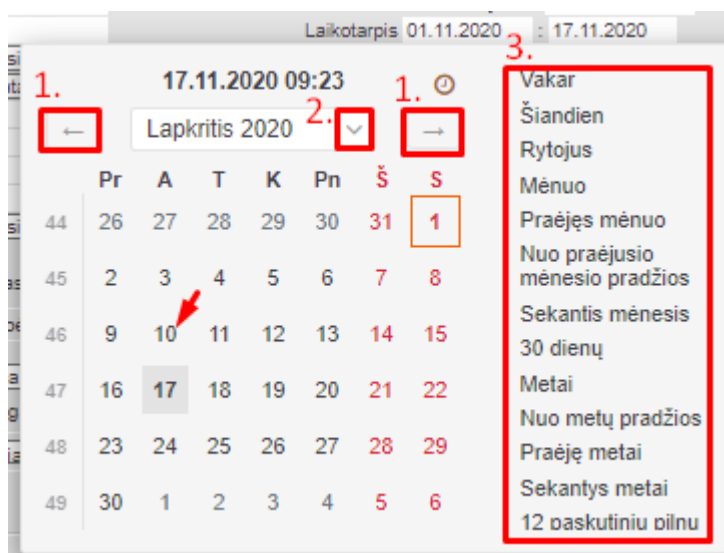 Laikotarpis 01.11.2020 : 17.11.2020
3.
1. 17.11.2020 09:23 1.
← Lapkritis 2020 2. →
Pr A T K Pn Š S
44 26 27 28 29 30 31 1
45 2 3 4 5 6 7 8
46 9 10 11 12 13 14 15
47 16 17 18 19 20 21 22
48 23 24 25 26 27 28 29
49 30 1 2 3 4 5 6
Vakar
Šiandien
Rytojus
Mėnuo
Praėjęs mėnuo
Nuo praėjusio
mėnesio pradžios
Sekantis mėnesis
30 dienų
Metai
Nuo metų pradžios
Praėję metai
Sekantys metai
12 paskutinių pilnų